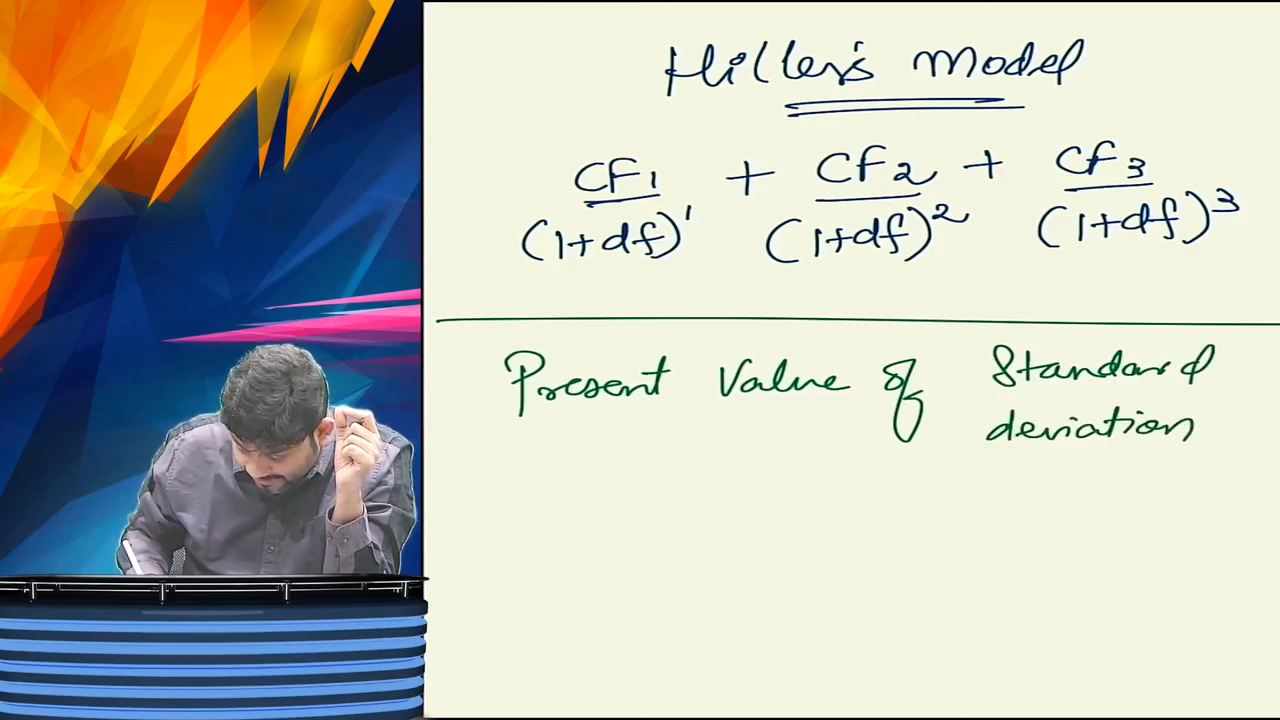 Hiller's Model
CF1 + CF2 + CF3
(1+df)¹ (1+df)² (1+df)³
Present Value of Standard
deviation